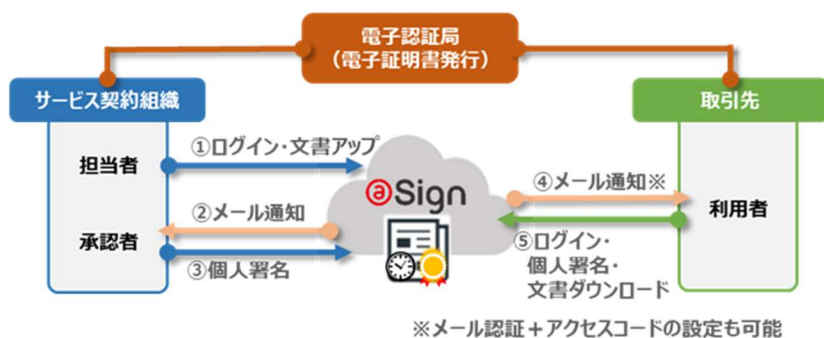 電子認証局
（電子証明書発行）
サービス契約組織
取引先
担当者
①ログイン・文書アップ
@Sign
④メール通知※
②メール通知
利用者
承認者
③個人署名
⑤ログイン・
個人署名・
文書ダウンロード
※メール認証＋アクセスコードの設定も可能